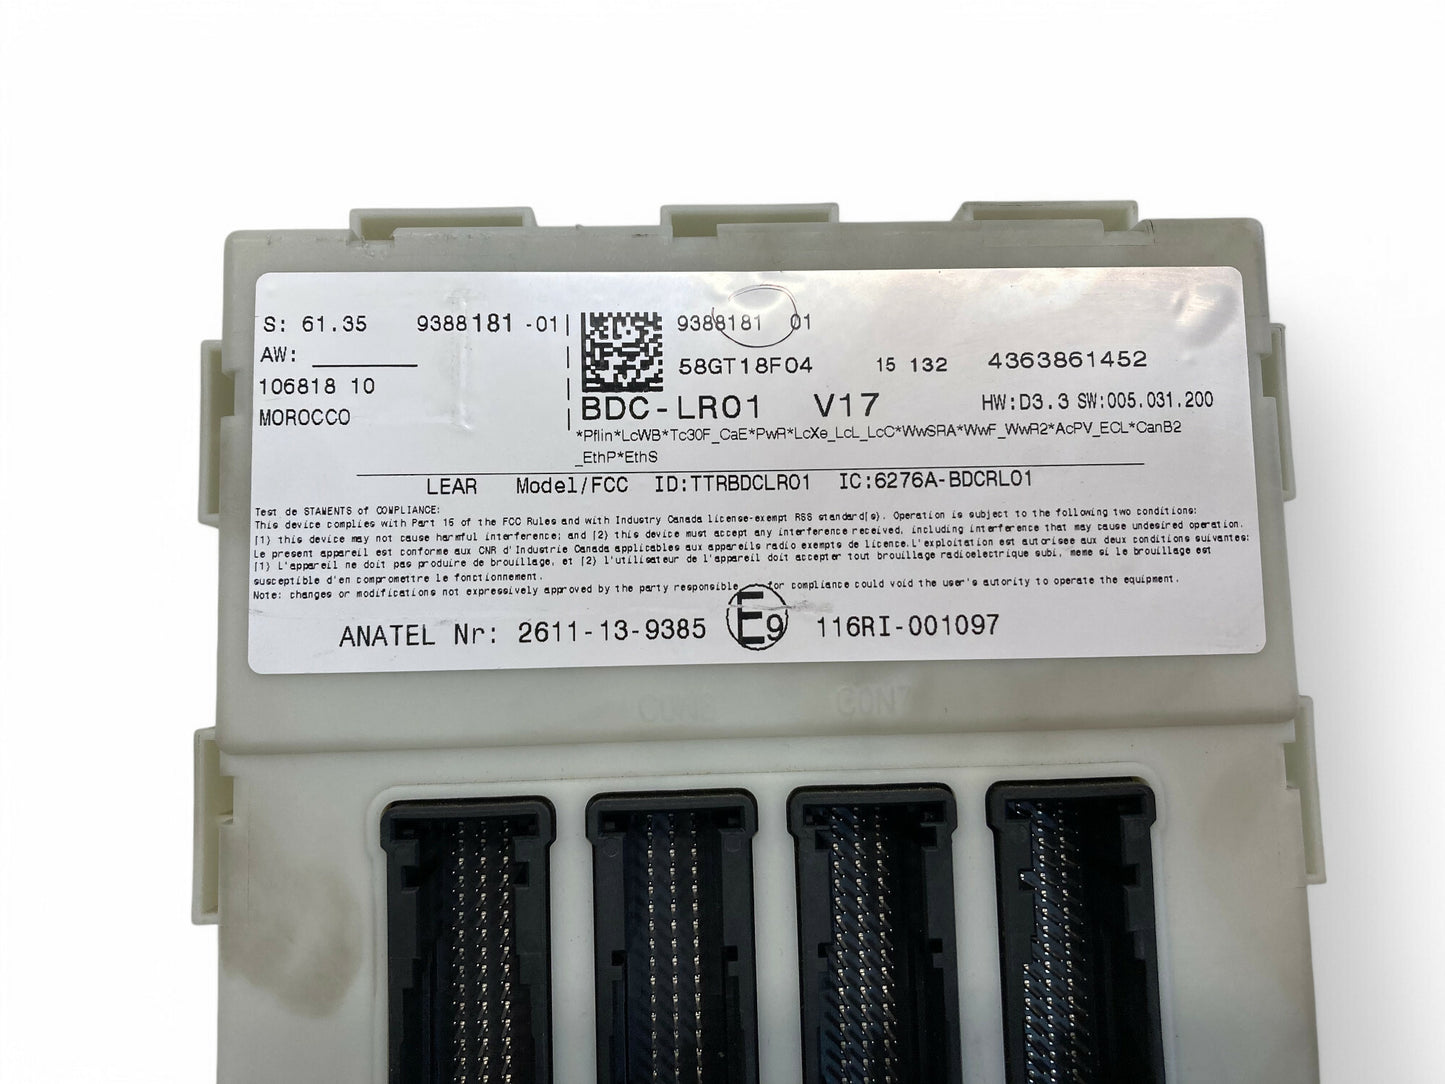 S: 61.35 9388181 -01| 9388181 01
AW: ________
58GT18F04 15 132 4363861452
106818 10
BDC-LR01 V17 HW:D3.3 SW:005.031.200
MOROCCO
*Pflin*LcWB*Tc30F_CaE*PwR*LcXe_LcL_LcC*WwSRA*WwF_WwR2*AcPV_ECL*CanB2
_EthP*EthS
LEAR Model/FCC ID:TTRBDCLR01 IC:6276A-BDCRL01
Test de STAMENTS of COMPLIANCE:
This device complies with Part 15 of the FCC Rules and with Industry Canada license-exempt RSS standard(s). Operation is subject to the following two conditions:
(1) this device may not cause harmful interference; and (2) this device must accept any interference received, including interference that may cause undesired operation.
Le present appareil est conforme aux CNR d'Industrie Canada applicables aux appareils radio exempts de licence.L'exploitation est autorisee aux deux conditions suivantes:
(1) L'appareil ne doit pas produire de brouillage, et (2) l'utilisateur de l'appareil doit accepter tout brouillage radioelectrique subi, meme si le brouillage est
susceptible d'en compromettre le fonctionnement.
Note: changes or modifications not expressively approved by the party responsible for compliance could void the user's autority to operate the equipment.
ANATEL Nr: 2611-13-9385 E9 116RI-001097
CON7